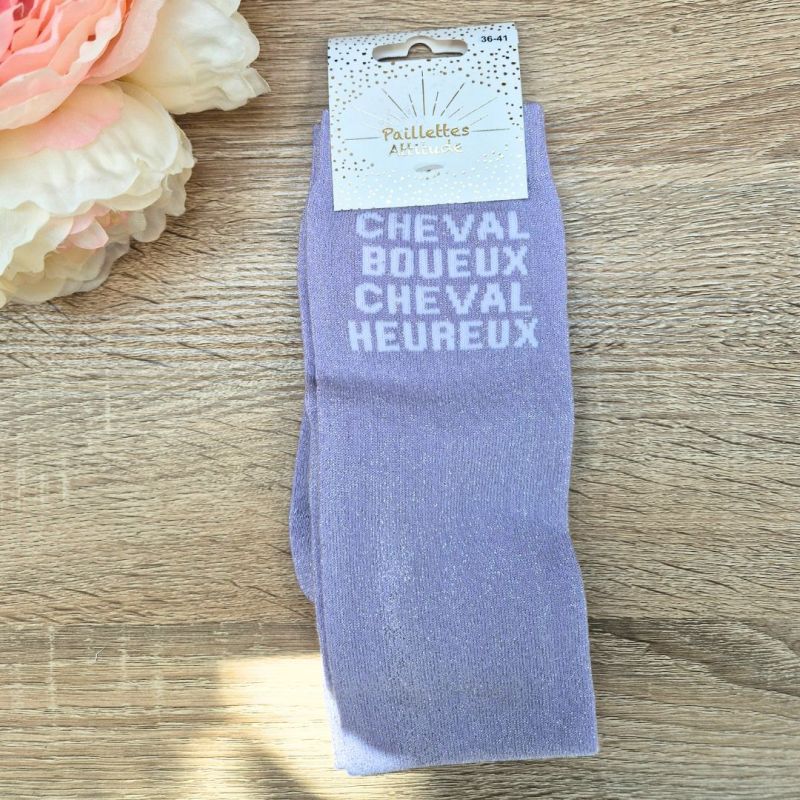 36-41
Paillettes
Attitude
CHEVAL
BOUEUX
CHEVAL
HEUREUX